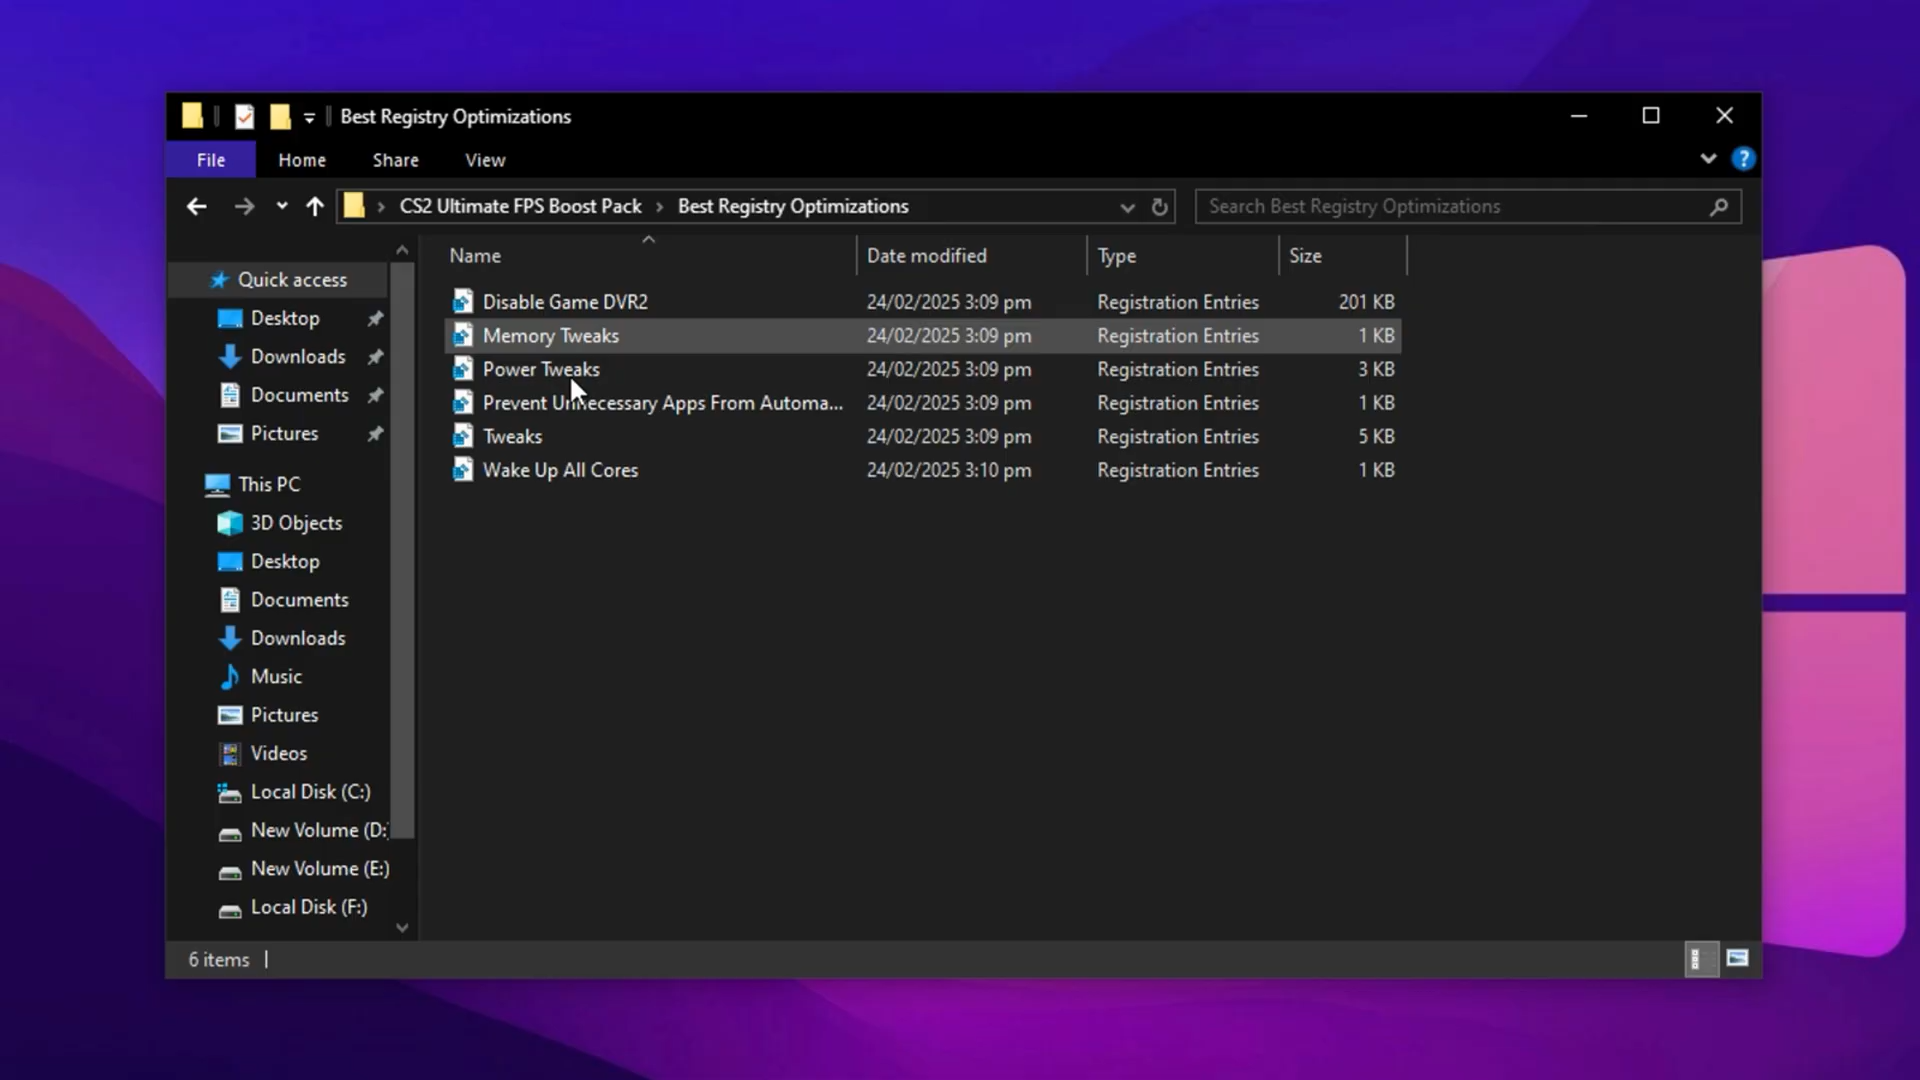 Best Registry Optimizations
File Home Share View
CS2 Ultimate FPS Boost Pack > Best Registry Optimizations
Search Best Registry Optimizations
Name Date modified Type Size
Disable Game DVR2 24/02/2025 3:09 pm Registration Entries 201 KB
Memory Tweaks 24/02/2025 3:09 pm Registration Entries 1 KB
Power Tweaks 24/02/2025 3:09 pm Registration Entries 3 KB
Prevent Unnecessary Apps From Automa... 24/02/2025 3:09 pm Registration Entries 1 KB
Tweaks 24/02/2025 3:09 pm Registration Entries 5 KB
Wake Up All Cores 24/02/2025 3:10 pm Registration Entries 1 KB
Quick access
Desktop
Downloads
Documents
Pictures
This PC
3D Objects
Desktop
Documents
Downloads
Music
Pictures
Videos
Local Disk (C:)
New Volume (D:)
New Volume (E:)
Local Disk (F:)
6 items